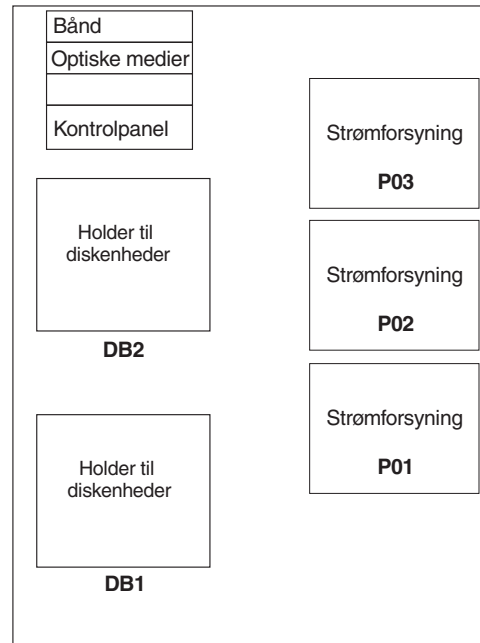 Bånd
Optiske medier
Kontrolpanel
Holder til
diskenheder
DB2
Holder til
diskenheder
DB1
Strømforsyning
P03
Strømforsyning
P02
Strømforsyning
P01